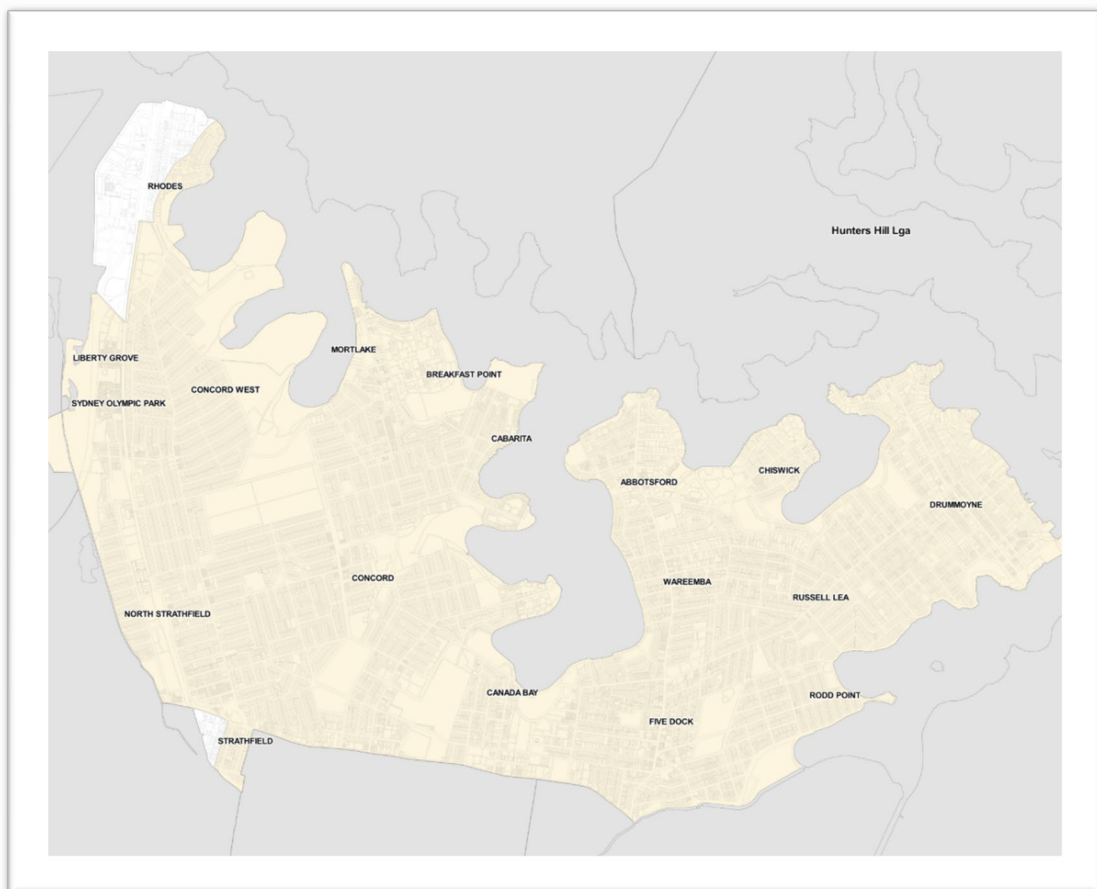 RHODES
Hunters Hill Lga
MORTLAKE
LIBERTY GROVE
BREAKFAST POINT
CONCORD WEST
SYDNEY OLYMPIC PARK
CABARITA
CHISWICK
ABBOTSFORD
DRUMMOYNE
CONCORD
WAREEMBA
RUSSELL LEA
NORTH STRATHFIELD
CANADA BAY
RODD POINT
FIVE DOCK
STRATHFIELD